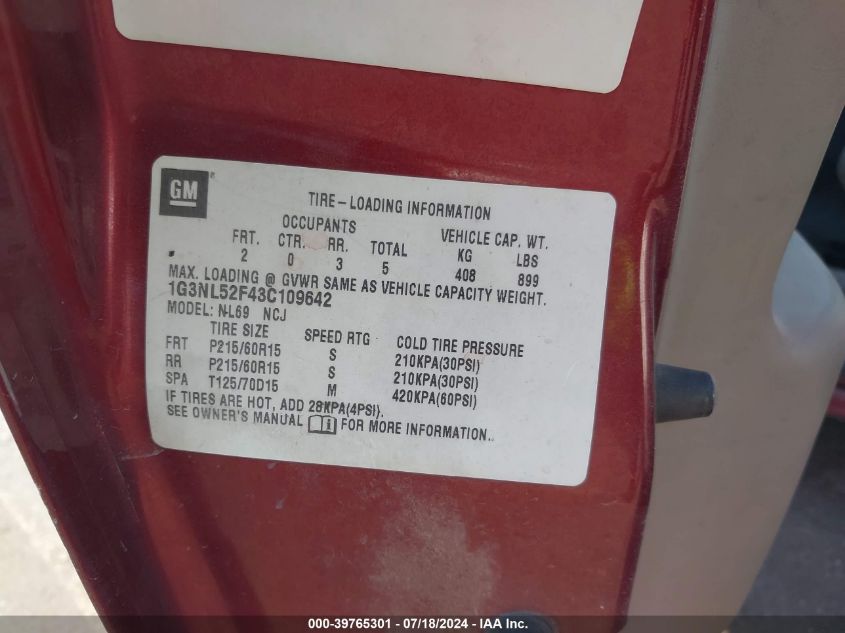 GM
TIRE-LOADING INFORMATION
OCCUPANTS VEHICLE CAP. WT.
FRT. CTR. RR. TOTAL KG LBS
2 0 3 5 408 899
MAX. LOADING @ GVWR SAME AS VEHICLE CAPACITY WEIGHT.
1G3NL52F43C109642
MODEL: NL69 NCJ
TIRE SIZE SPEED RTG COLD TIRE PRESSURE
FRT P215/60R15 S 210KPA(30PSI)
RR P215/60R15 S 210KPA(30PSI)
SPA T125/70D15 M 420KPA(60PSI)
IF TIRES ARE HOT, ADD 28KPA(4PSI).
SEE OWNER'S MANUAL FOR MORE INFORMATION.
000-39765301 - 07/18/2024 - IAA Inc.